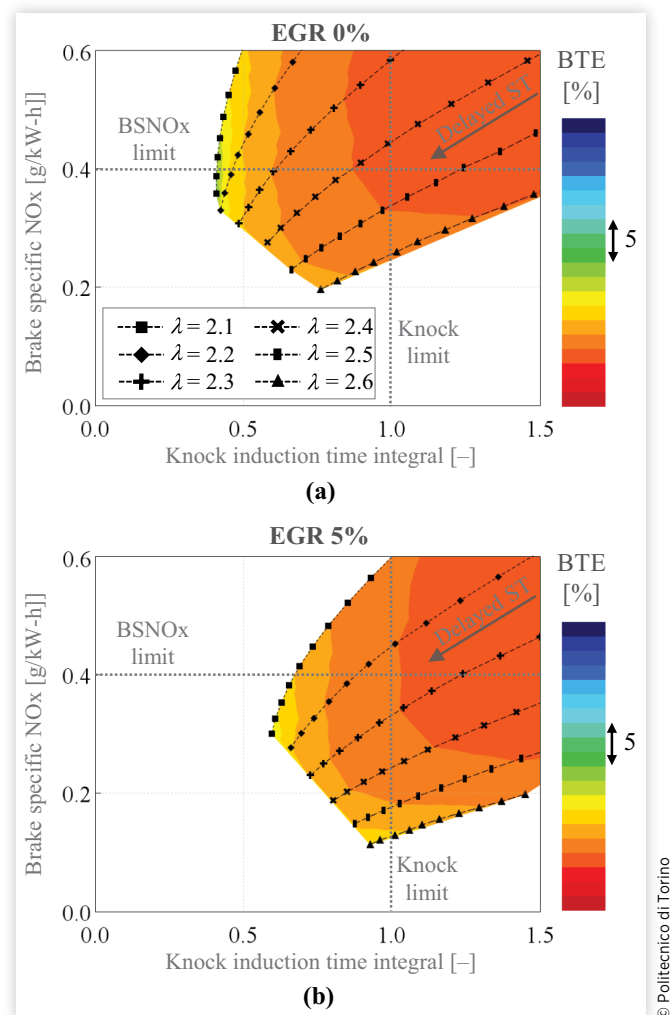 EGR 0%
BTE
[%]
0.6
Delayed ST
BSNOx
limit
0.4
5
0.2
λ = 2.1
λ = 2.4
λ = 2.2
λ = 2.5
λ = 2.3
λ = 2.6
Knock
limit
0.0
Brake specific NOx [g/kW-h]]
0.0
0.5
1.0
1.5
Knock induction time integral [–]
(a)
EGR 5%
BTE
[%]
0.6
Delayed ST
BSNOx
limit
0.4
5
0.2
Knock
limit
0.0
Brake specific NOx [g/kW-h]]
0.0
0.5
1.0
1.5
Knock induction time integral [–]
(b)
© Politecnico di Torino